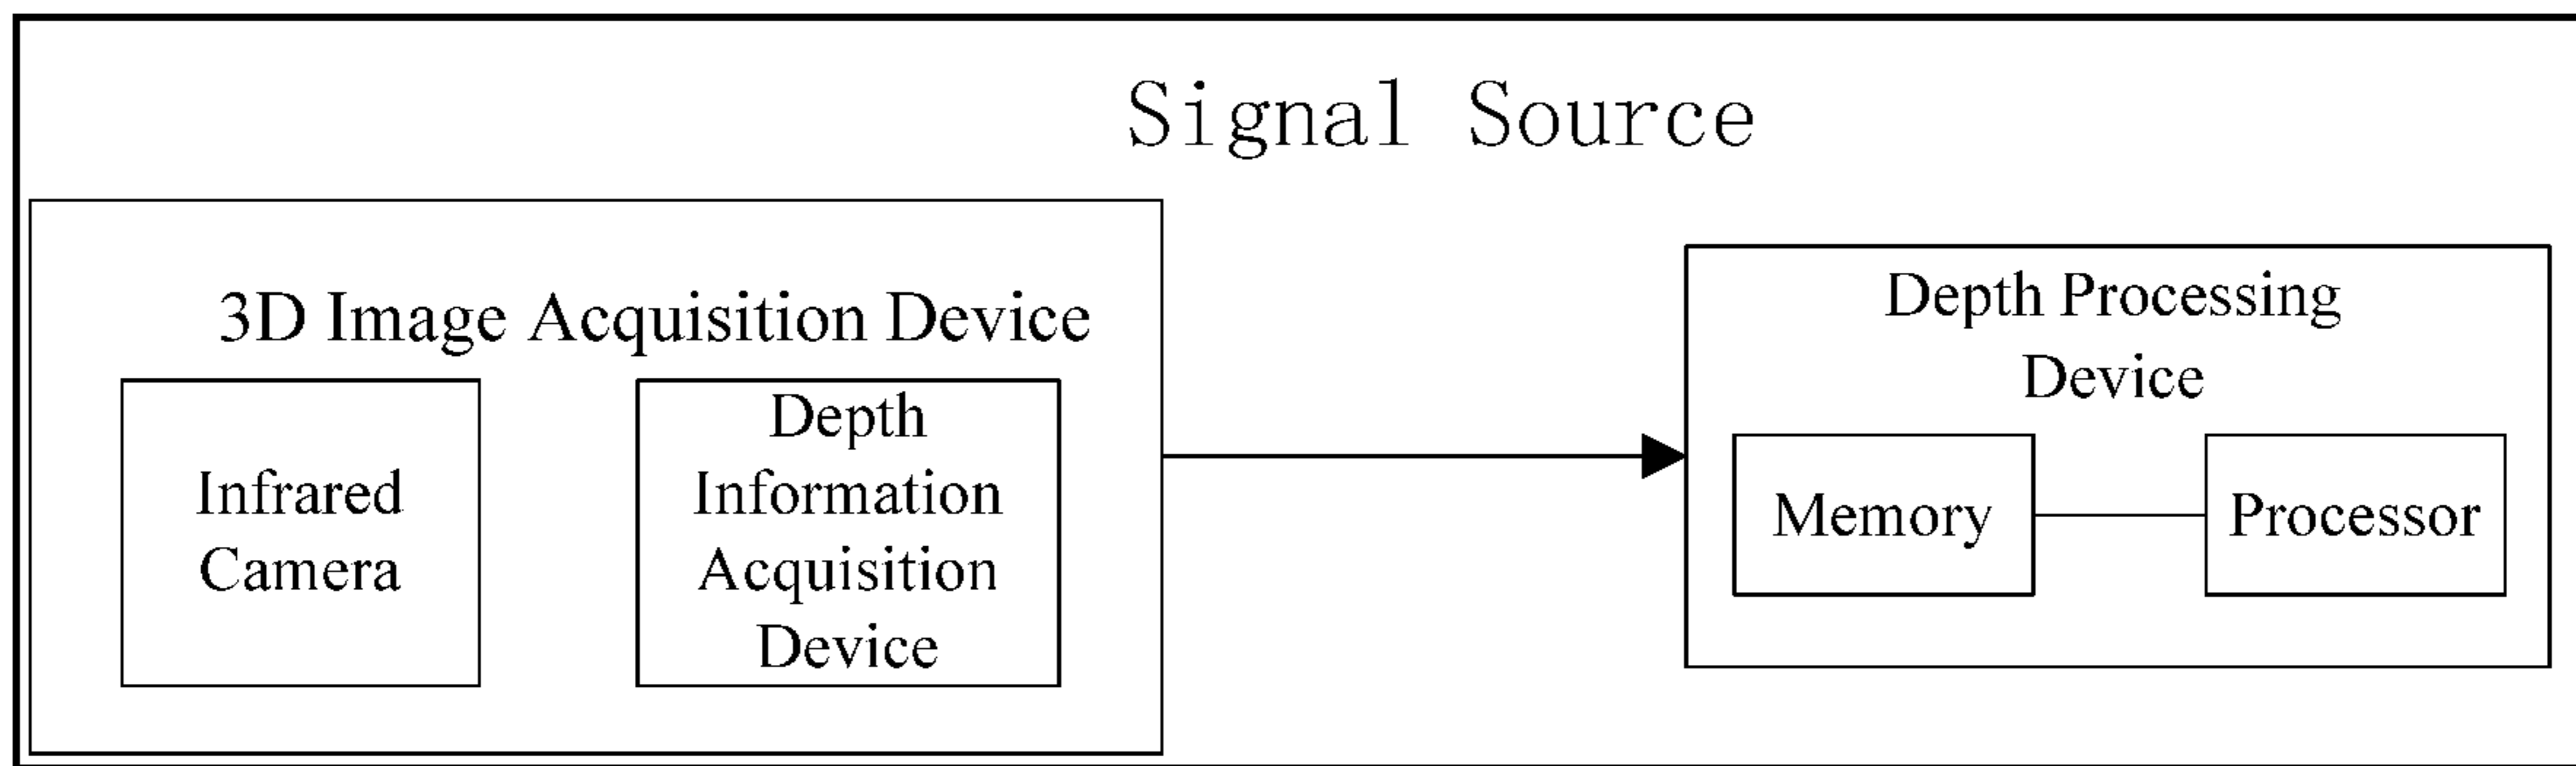 Signal Source
3D Image Acquisition Device
Infrared
Camera
Depth
Information
Acquisition
Device
Depth Processing
Device
Memory
Processor